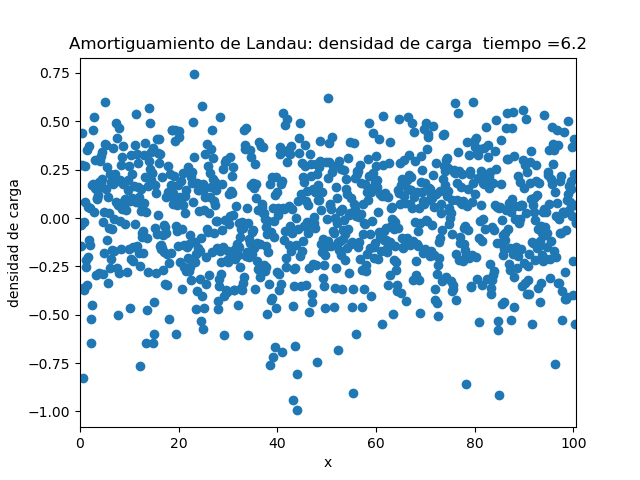 Amortiguamiento de Landau: densidad de carga  tiempo =6.2
densidad de carga
0.75
0.50
0.25
0.00
−0.25
−0.50
−0.75
−1.00
0 20 40 60 80 100
x